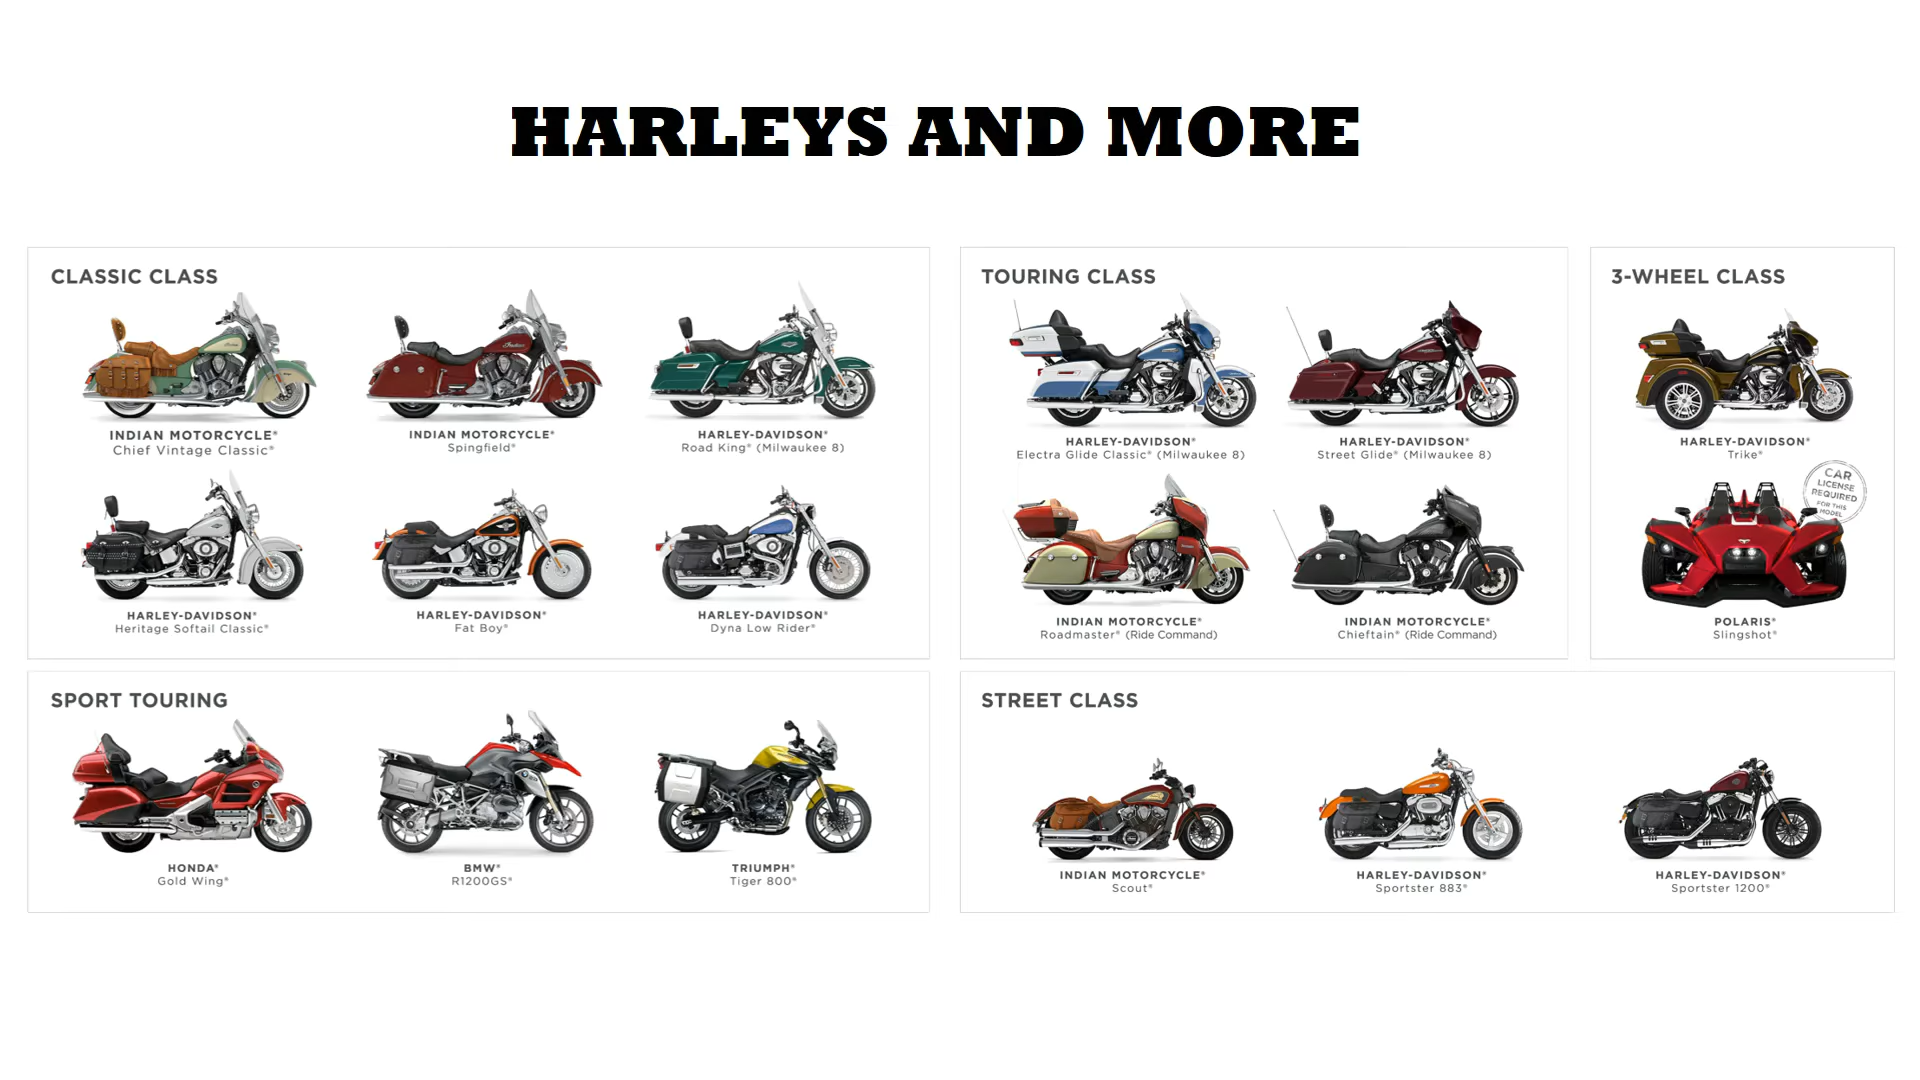 HARLEYS AND MORE
CLASSIC CLASS
INDIAN MOTORCYCLE®
Chief Vintage Classic®
INDIAN MOTORCYCLE®
Spingfield®
HARLEY-DAVIDSON®
Road King® (Milwaukee 8)
HARLEY-DAVIDSON®
Heritage Softail Classic®
HARLEY-DAVIDSON®
Fat Boy®
HARLEY-DAVIDSON®
Dyna Low Rider®
TOURING CLASS
HARLEY-DAVIDSON®
Electra Glide Classic® (Milwaukee 8)
HARLEY-DAVIDSON®
Street Glide® (Milwaukee 8)
INDIAN MOTORCYCLE®
Roadmaster® (Ride Command)
INDIAN MOTORCYCLE®
Chieftain® (Ride Command)
3-WHEEL CLASS
HARLEY-DAVIDSON®
Trike®
CAR
LICENSE
REQUIRED
FOR THIS
MODEL
POLARIS®
Slingshot®
SPORT TOURING
HONDA®
Gold Wing®
BMW®
R1200GS®
TRIUMPH®
Tiger 800®
STREET CLASS
INDIAN MOTORCYCLE®
Scout®
HARLEY-DAVIDSON®
Sportster 883®
HARLEY-DAVIDSON®
Sportster 1200®